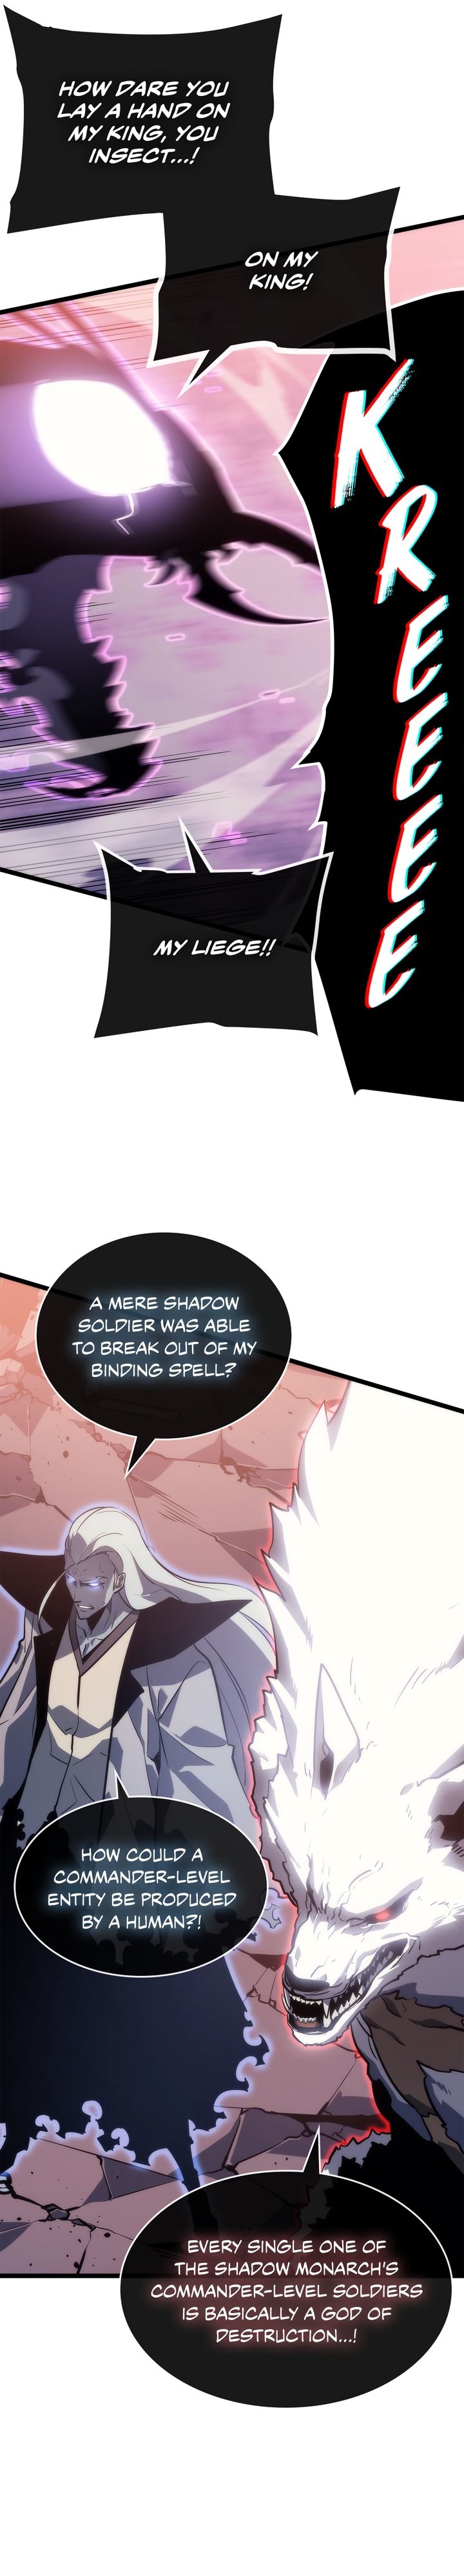 HOW DARE YOU
LAY A HAND ON
MY KING, YOU
INSECT...!
ON MY
KING!
KREEEE
MY LIEGE!!
A MERE SHADOW
SOLDIER WAS ABLE
TO BREAK OUT OF MY
BINDING SPELL?
HOW COULD A
COMMANDER-LEVEL
ENTITY BE PRODUCED
BY A HUMAN?!
EVERY SINGLE ONE OF
THE SHADOW MONARCH'S
COMMANDER-LEVEL SOLDIERS
IS BASICALLY A GOD OF
DESTRUCTION...!